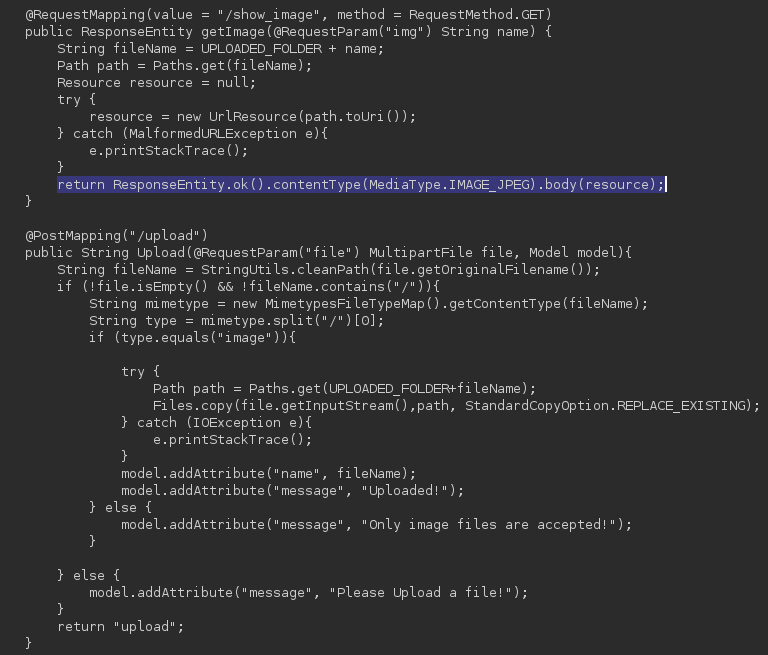 @RequestMapping(value = "/show_image", method = RequestMethod.GET)
public ResponseEntity getImage(@RequestParam("img") String name) {
    String fileName = UPLOADED_FOLDER + name;
    Path path = Paths.get(fileName);
    Resource resource = null;
    try {
        resource = new UrlResource(path.toUri());
    } catch (MalformedURLException e){
        e.printStackTrace();
    }
    return ResponseEntity.ok().contentType(MediaType.IMAGE_JPEG).body(resource);
}

@PostMapping("/upload")
public String Upload(@RequestParam("file") MultipartFile file, Model model){
    String fileName = StringUtils.cleanPath(file.getOriginalFilename());
    if (!file.isEmpty() && !fileName.contains("/")){
        String mimetype = new MimetypesFileTypeMap().getContentType(fileName);
        String type = mimetype.split("/")[0];
        if (type.equals("image")){

            try {
                Path path = Paths.get(UPLOADED_FOLDER+fileName);
                Files.copy(file.getInputStream(),path, StandardCopyOption.REPLACE_EXISTING);
            } catch (IOException e){
                e.printStackTrace();
            }
            model.addAttribute("name", fileName);
            model.addAttribute("message", "Uploaded!");
        } else {
            model.addAttribute("message", "Only image files are accepted!");
        }

    } else {
        model.addAttribute("message", "Please Upload a file!");
    }
    return "upload";
}